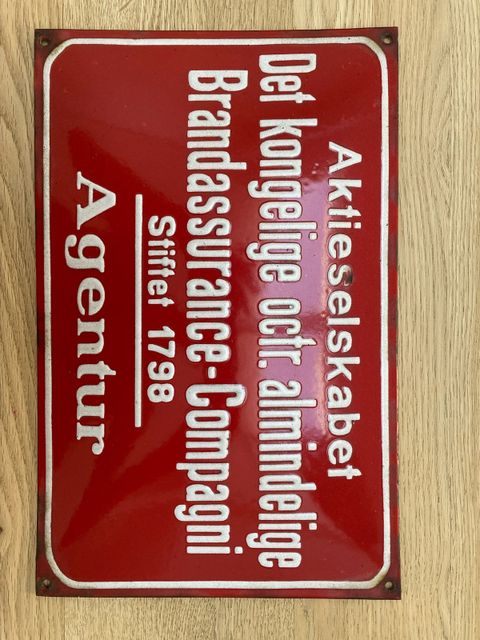 Aktieselskabet
Det kongelige octr. almindelige
Brandassurance-Compagni
Stiftet 1798
Agentur